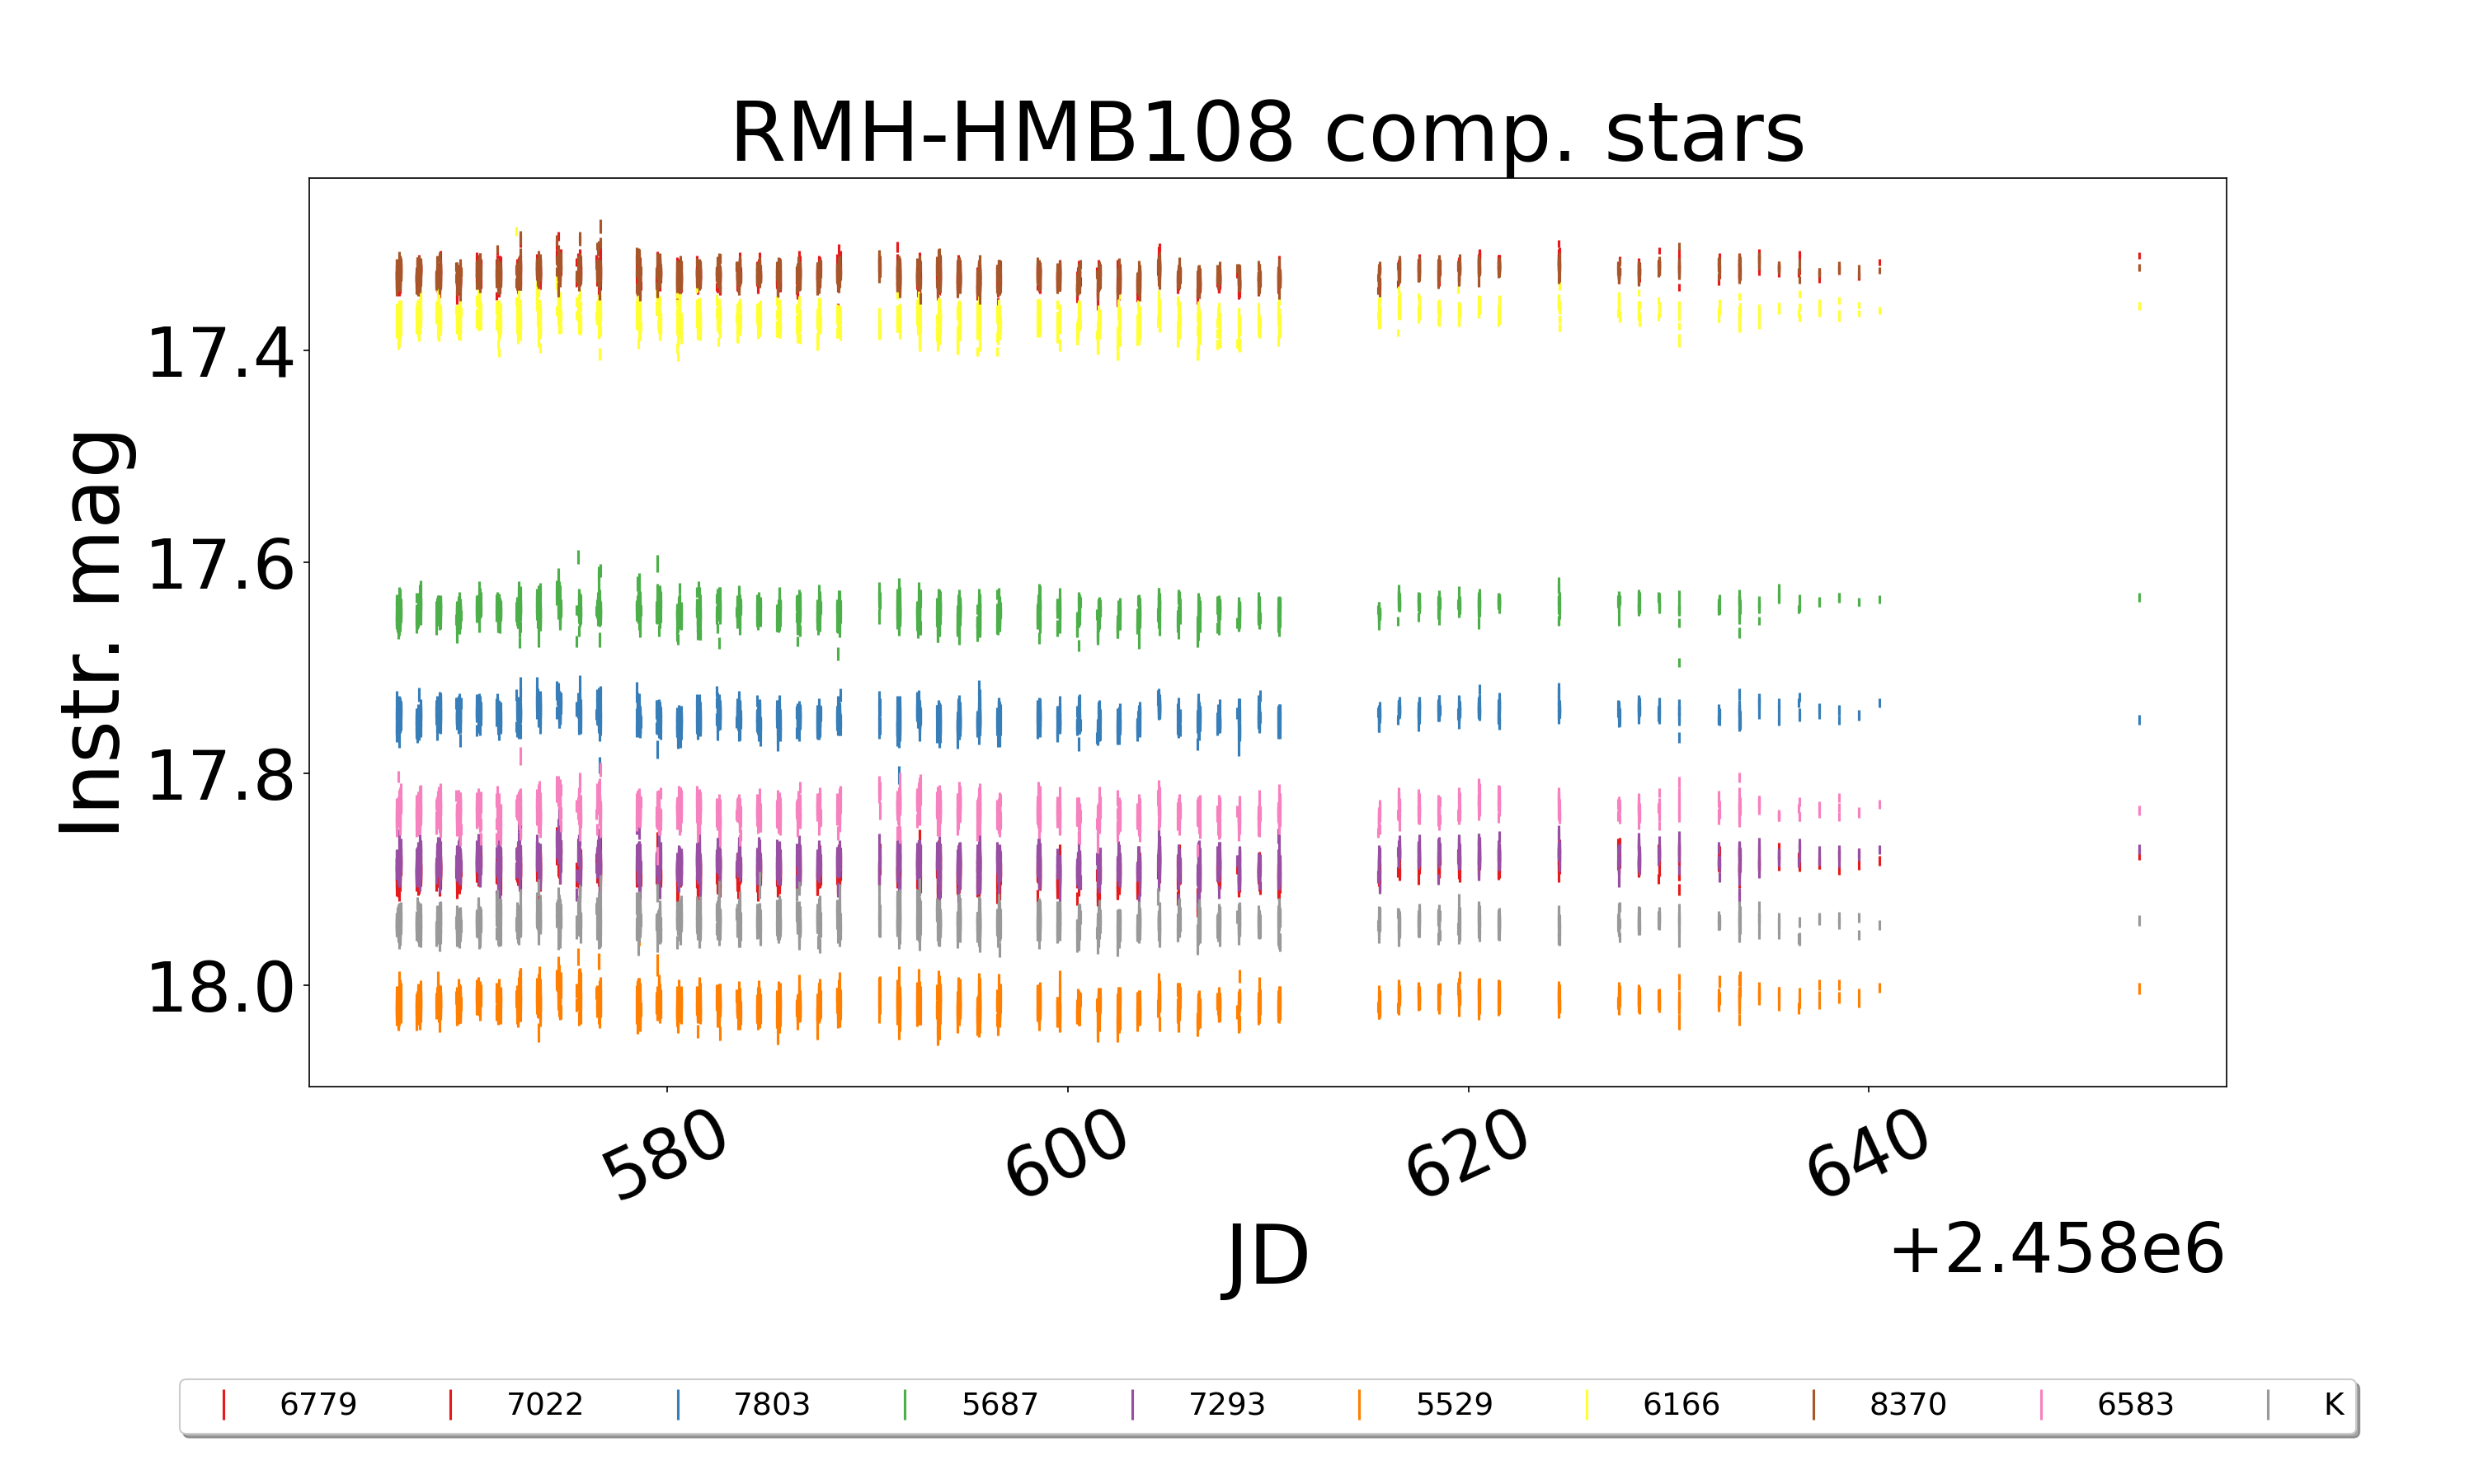 RMH-HMB108 comp. stars
Instr. mag
17.4
17.6
17.8
18.0
580 600 620 640
JD
+2.458e6
6779 7022 7803 5687 7293 5529 6166 8370 6583 K